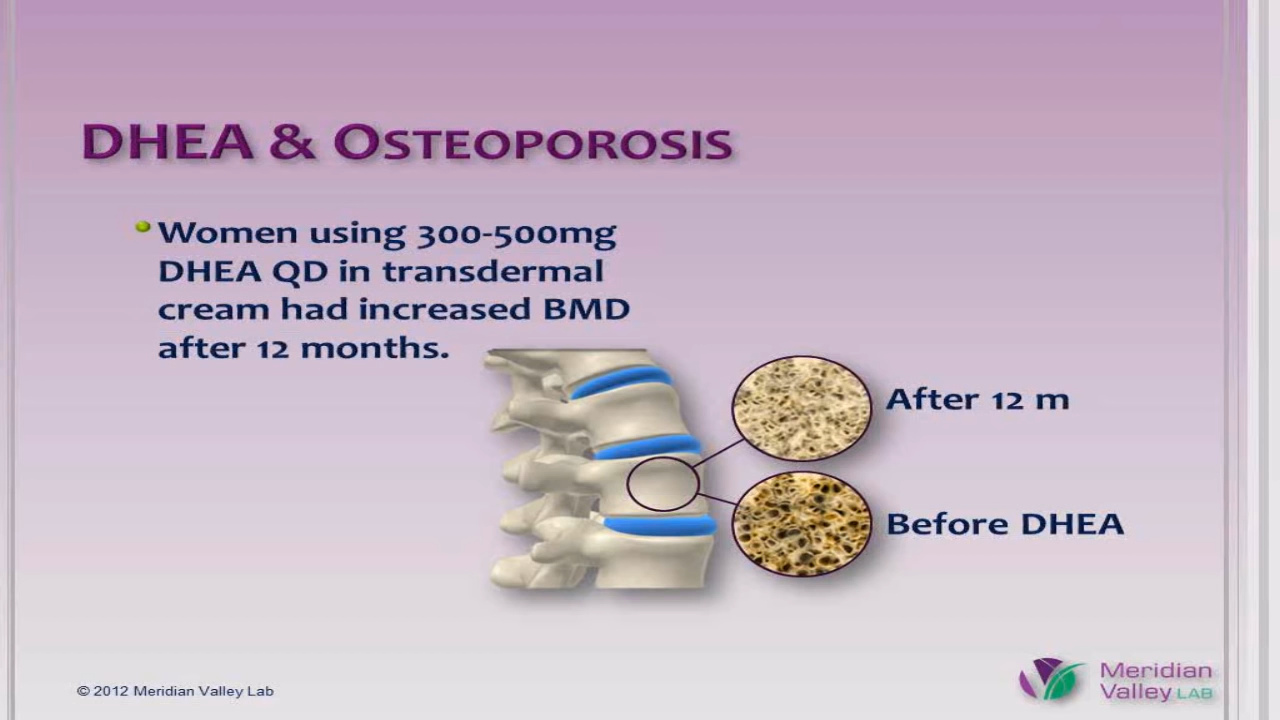 DHEA & OSTEOPOROSIS
Women using 300-500mg
DHEA QD in transdermal
cream had increased BMD
after 12 months.
After 12 m
Before DHEA
© 2012 Meridian Valley Lab
Meridian
Valley LAB